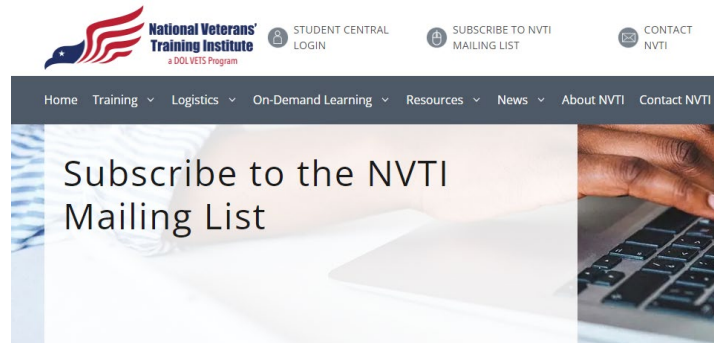 National Veterans'
Training Institute
a DOL VETS Program
STUDENT CENTRAL
LOGIN
SUBSCRIBE TO NVTI
MAILING LIST
CONTACT
NVTI
Home Training Logistics On-Demand Learning Resources News About NVTI Contact NVTI
Subscribe to the NVTI
Mailing List